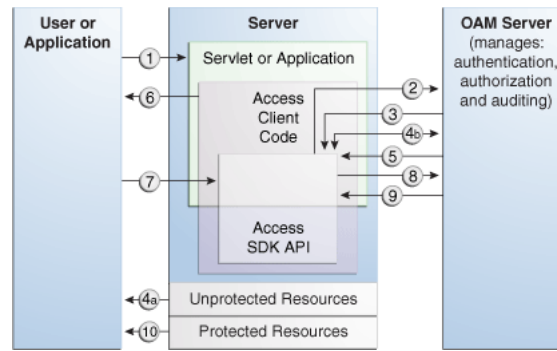 User or
Application
Server
OAM Server
(manages:
authentication,
authorization
and auditing)
1
Servlet or Application
2
6
Access
Client
Code
3
4b
5
7
8
9
Access
SDK API
4a
Unprotected Resources
10
Protected Resources